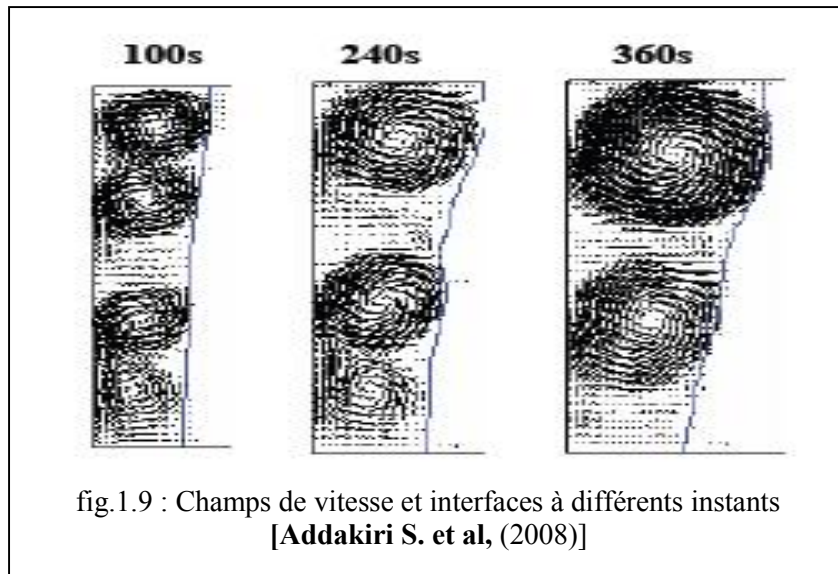 100s 240s 360s
fig.1.9 : Champs de vitesse et interfaces à différents instants
[Addakiri S. et al, (2008)]